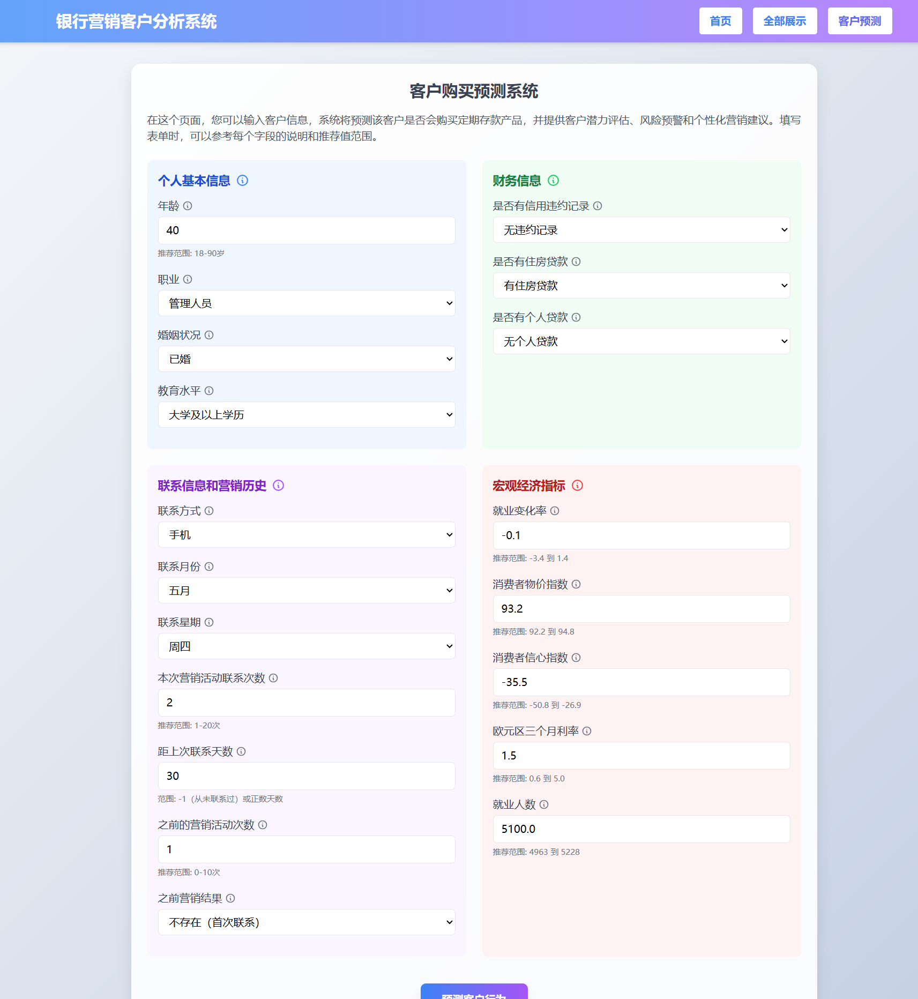 银行营销客户分析系统
首页
全部展示
客户预测
客户购买预测系统
在这个页面，您可以输入客户信息，系统将预测该客户是否会购买定期存款产品，并提供客户潜力评估、风险预警和个性化营销建议。填写
表单时，可以参考每个字段的说明和推荐值范围。
个人基本信息
年龄
40
推荐范围: 18-90岁
职业
管理人员
婚姻状况
已婚
教育水平
大学及以上学历
财务信息
是否有信用违约记录
无违约记录
是否有住房贷款
有住房贷款
是否有个人贷款
无个人贷款
联系信息和营销历史
联系方式
手机
联系月份
五月
联系星期
周四
本次营销活动联系次数
2
推荐范围: 1-20次
距上次联系天数
30
范围: -1（从未联系过）或正数天数
之前的营销活动次数
1
推荐范围: 0-10次
之前营销结果
不存在（首次联系）
宏观经济指标
就业变化率
-0.1
推荐范围: -3.4 到 1.4
消费者物价指数
93.2
推荐范围: 92.2 到 94.8
消费者信心指数
-35.5
推荐范围: -50.8 到 -26.9
欧元区三个月利率
1.5
推荐范围: 0.6 到 5.0
就业人数
5100.0
推荐范围: 4963 到 5228
预测客户行为